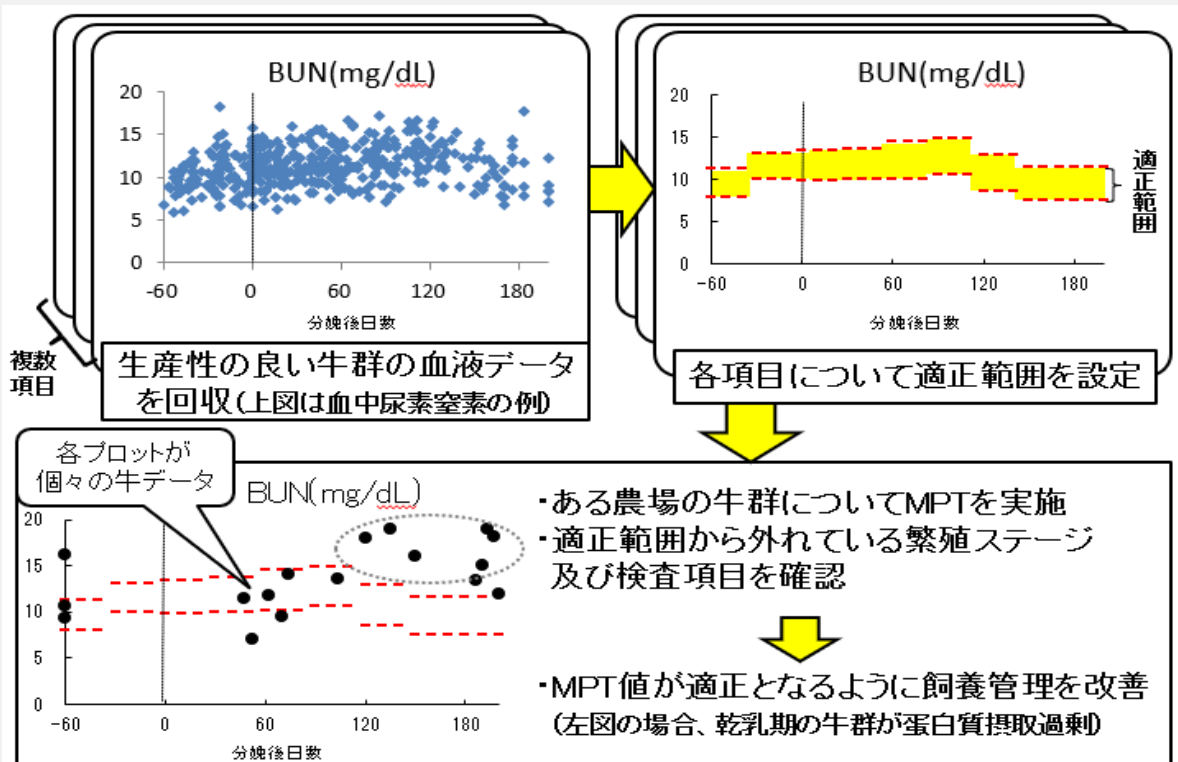 BUN(mg/dL)
20
15
10
5
0
-60
0
60
120
180
分娩後日数
複数
項目
生産性の良い牛群の血液データ
を回収(上図は血中尿素窒素の例)
BUN(mg/dL)
20
15
10
5
0
-60
0
60
120
180
分娩後日数
適正範囲
各項目について適正範囲を設定
各プロットが
個々の牛データ
BUN(mg/dL)
20
15
10
5
0
-60
0
60
120
180
分娩後日数
・ある農場の牛群についてMPTを実施
・適正範囲から外れている繁殖ステージ
及び検査項目を確認
・MPT値が適正となるように飼養管理を改善
(左図の場合、乾乳期の牛群が蛋白質摂取過剰)